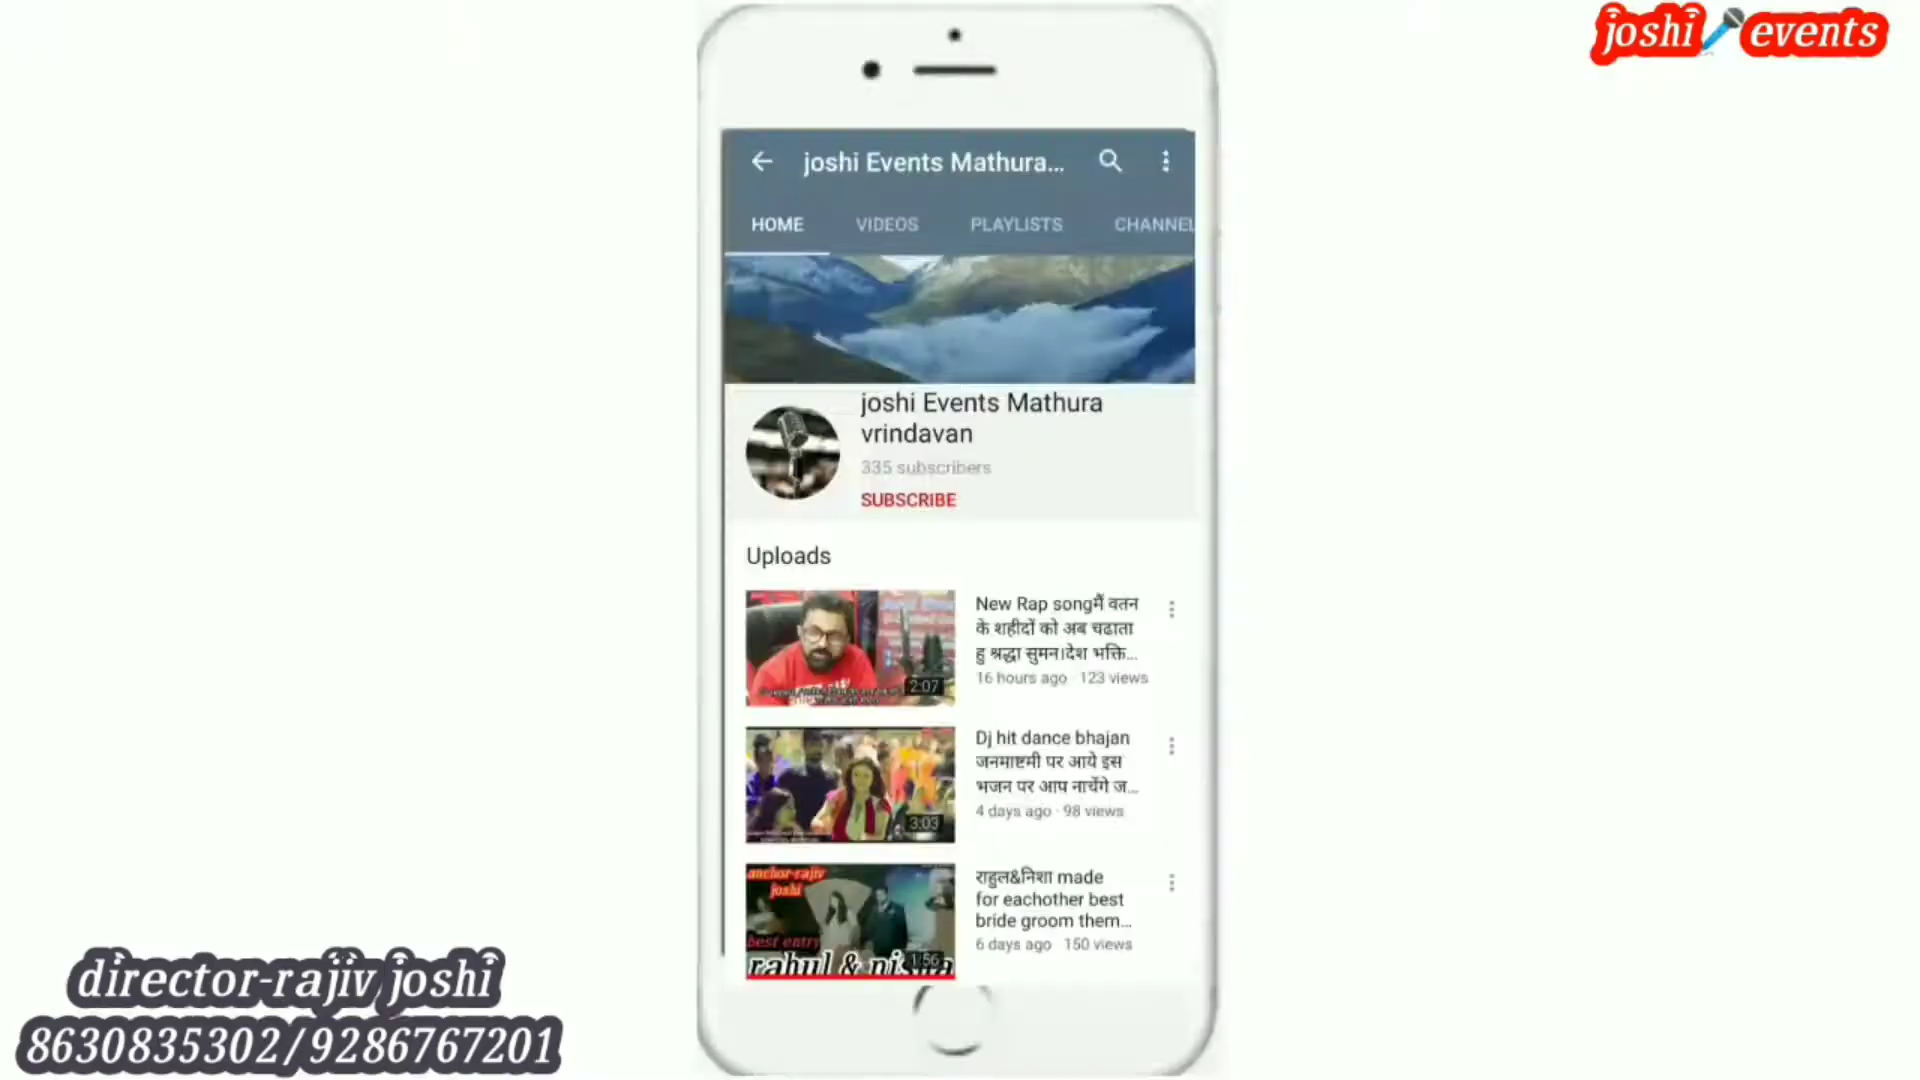 joshi🎤events
joshi Events Mathura...
HOME VIDEOS PLAYLISTS CHANNEL
joshi Events Mathura
vrindavan
335 subscribers
SUBSCRIBE
Uploads
2:07
New Rap songमैं वतन
के शहीदों को अब चढाता
हु श्रद्धा सुमन।देश भक्ति...
16 hours ago · 123 views
3:03
Dj hit dance bhajan
जनमाष्टमी पर आये इस
भजन पर आप नाचेंगे ज...
4 days ago · 98 views
anchor-rajiv
joshi
best entry
rahul & nisha
1:56
राहुल&निशा made
for eachother best
bride groom them...
6 days ago 150 views
director-rajiv joshi
8630835302/9286767201